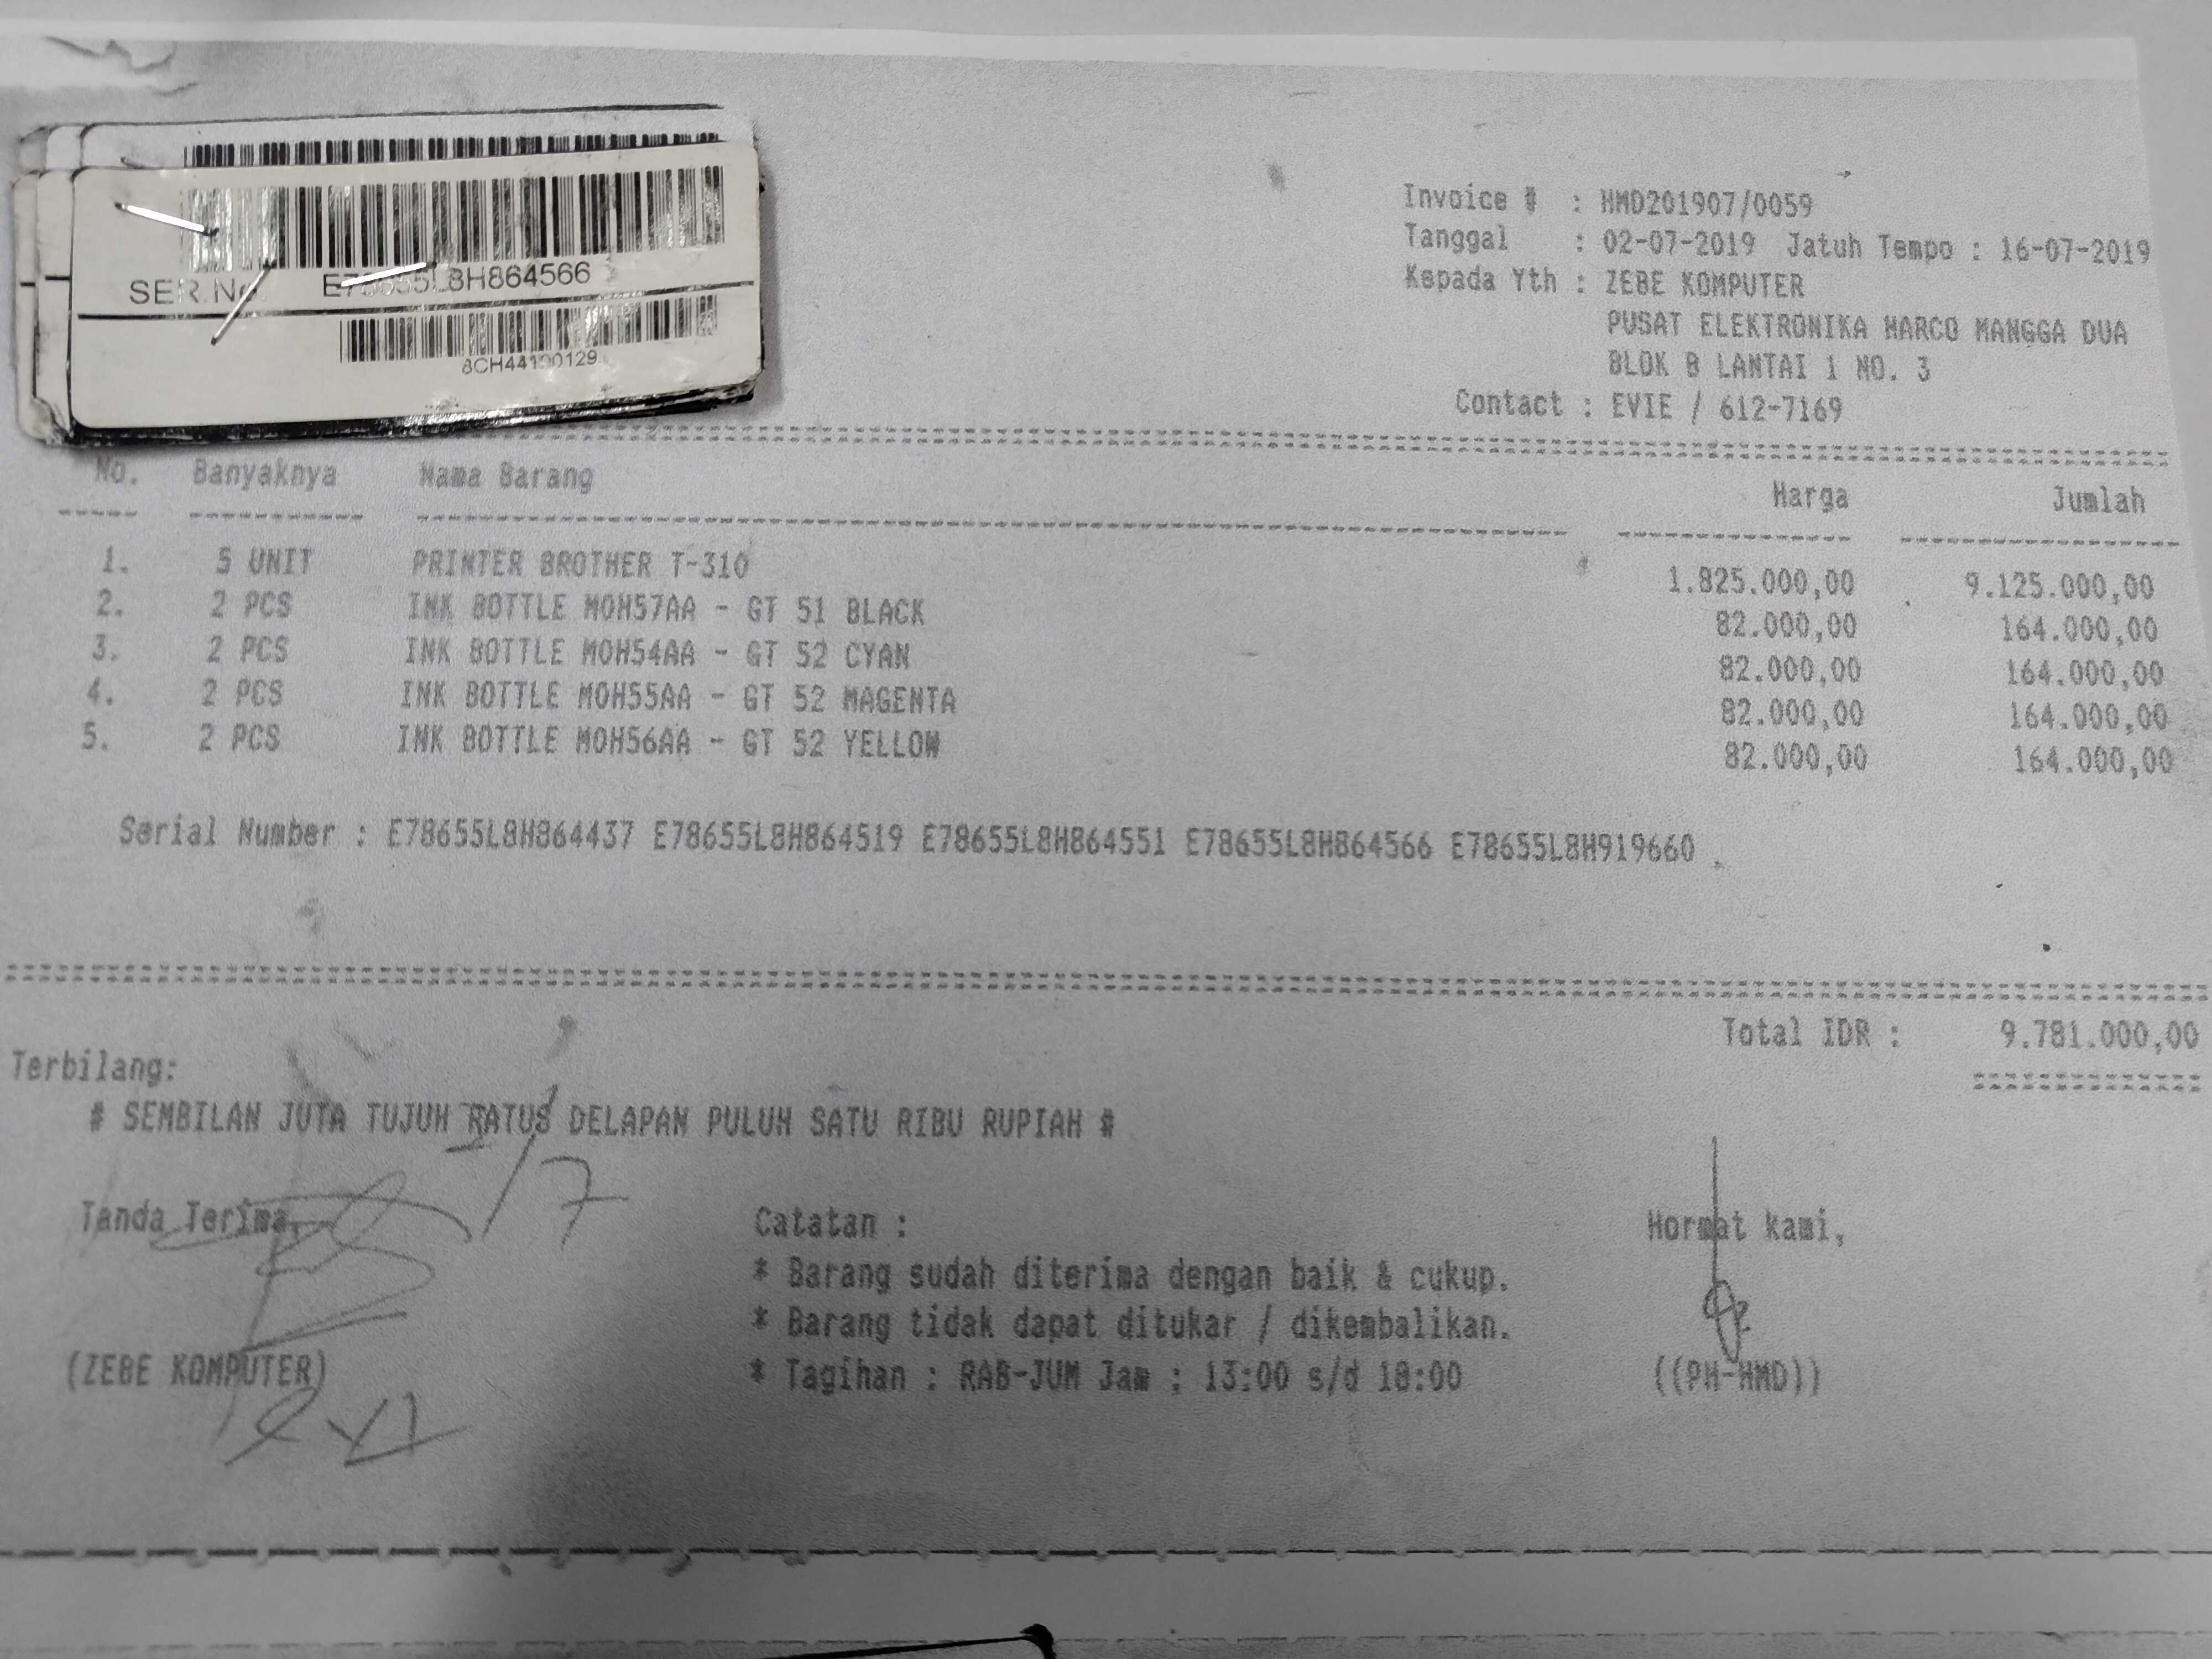 SER.No. E78655L8H864566
8CH44100129
Invoice # : HMD201907/0059
Tanggal : 02-07-2019 Jatuh Tempo : 16-07-2019
Kepada Yth : ZEBE KOMPUTER
PUSAT ELEKTRONIKA HARCO MANGGA DUA
BLOK B LANTAI 1 NO. 3
Contact : EVIE / 612-7169
No. Banyaknya Nama Barang Harga Jumlah
1. 5 UNIT PRINTER BROTHER T-310 1.825.000,00 9.125.000,00
2. 2 PCS INK BOTTLE MOH57AA - GT 51 BLACK 82.000,00 164.000,00
3. 2 PCS INK BOTTLE MOH54AA - GT 52 CYAN 82.000,00 164.000,00
4. 2 PCS INK BOTTLE MOH55AA - GT 52 MAGENTA 82.000,00 164.000,00
5. 2 PCS INK BOTTLE MOH56AA - GT 52 YELLOW 82.000,00 164.000,00
Serial Number : E78655L8H864437 E78655L8H864519 E78655L8H864551 E78655L8H864566 E78655L8H919660
Total IDR : 9.781.000,00
Terbilang:
# SEMBILAN JUTA TUJUH RATUS DELAPAN PULUH SATU RIBU RUPIAH #
Tanda Terima, Catatan : Hormat kami,
* Barang sudah diterima dengan baik & cukup.
* Barang tidak dapat ditukar / dikembalikan.
(ZEBE KOMPUTER) * Tagihan : RAB-JUM Jam : 13:00 s/d 18:00 ((PH-HMD))